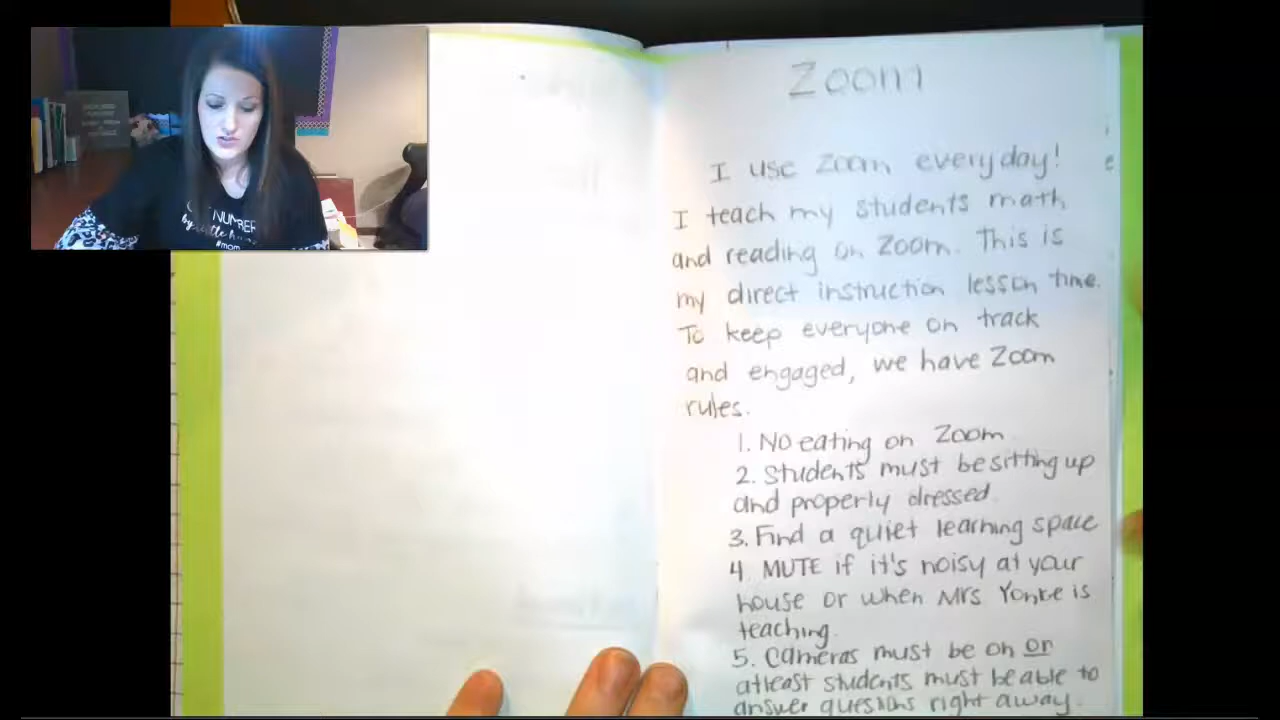 Zoom
I use Zoom everyday!
I teach my students math
and reading on Zoom. This is
my direct instruction lesson time.
To keep everyone on track
and engaged, we have Zoom
rules.
1. No eating on Zoom
2. Students must be sitting up
and properly dressed.
3. Find a quiet learning space
4 MUTE if it's noisy at your
house or when Mrs Yonke is
teaching.
5. Cameras must be on or
atleast students must be able to
answer questions right away.
NUMBER
#mom